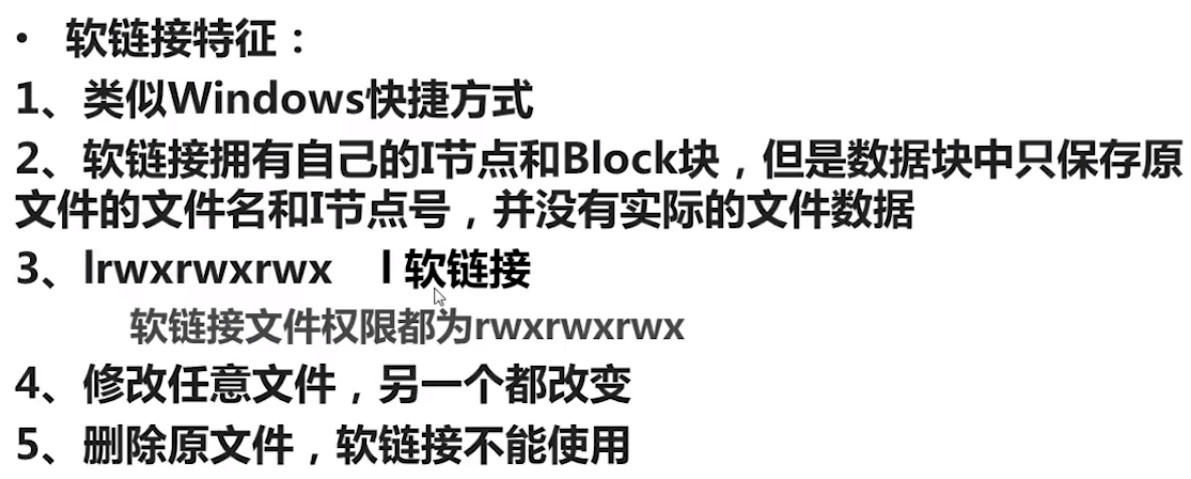 • 软链接特征：
1、类似Windows快捷方式
2、软链接拥有自己的I节点和Block块，但是数据块中只保存原
文件的文件名和I节点号，并没有实际的文件数据
3、lrwxrwxrwx l 软链接
软链接文件权限都为rwxrwxrwx
4、修改任意文件，另一个都改变
5、删除原文件，软链接不能使用